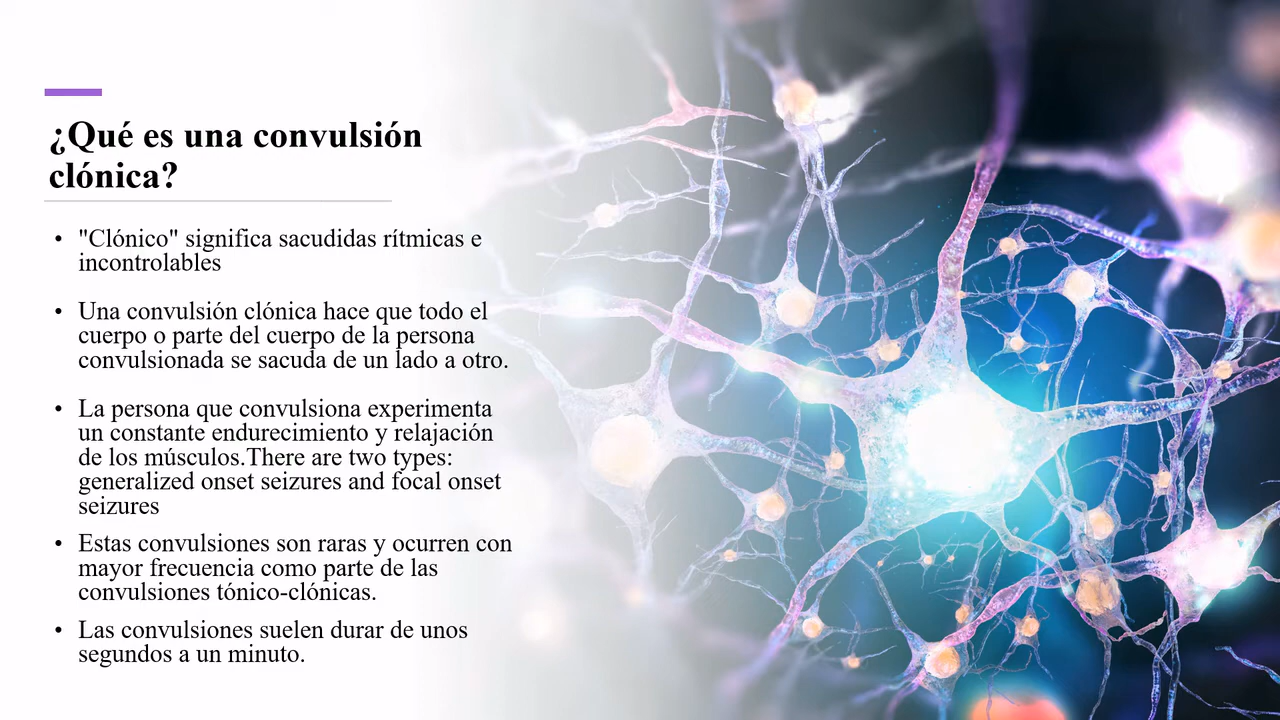 ¿Qué es una convulsión
clónica?
• "Clónico" significa sacudidas rítmicas e
incontrolables
• Una convulsión clónica hace que todo el
cuerpo o parte del cuerpo de la persona
convulsionada se sacuda de un lado a otro.
• La persona que convulsiona experimenta
un constante endurecimiento y relajación
de los músculos.There are two types:
generalized onset seizures and focal onset
seizures
• Estas convulsiones son raras y ocurren con
mayor frecuencia como parte de las
convulsiones tónico-clónicas.
• Las convulsiones suelen durar de unos
segundos a un minuto.